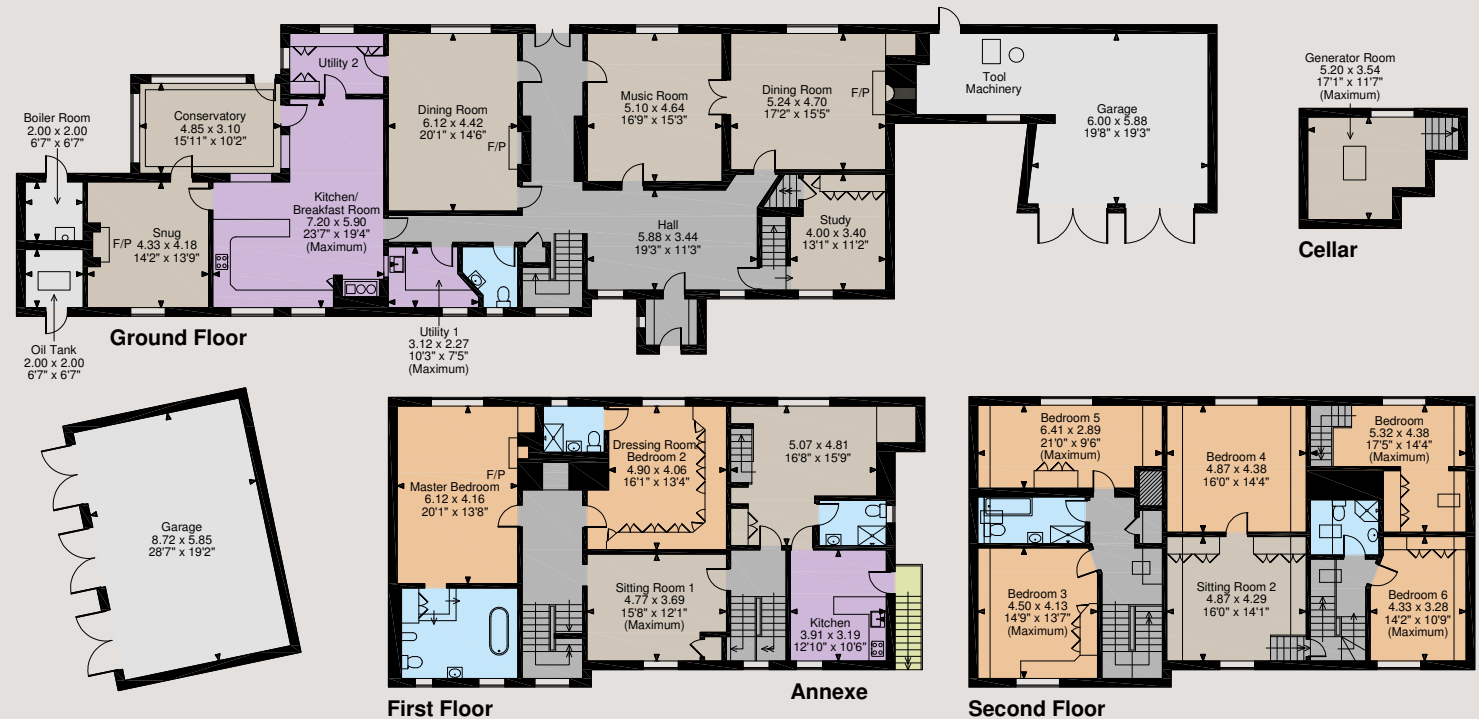 Utility 2
Dining Room
6.12 x 4.42
20'1" x 14'6"
F/P
Music Room
5.10 x 4.64
16'9" x 15'3"
Dining Room
5.24 x 4.70
17'2" x 15'5"
F/P
Tool
Machinery
Garage
6.00 x 5.88
19'8" x 19'3"
Generator Room
5.20 x 3.54
17'1" x 11'7"
(Maximum)
Cellar
Boiler Room
2.00 x 2.00
6'7" x 6'7"
Conservatory
4.85 x 3.10
15'11" x 10'2"
Kitchen/
Breakfast Room
7.20 x 5.90
23'7" x 19'4"
(Maximum)
F/P
Snug
4.33 x 4.18
14'2" x 13'9"
Hall
5.88 x 3.44
19'3" x 11'3"
Study
4.00 x 3.40
13'1" x 11'2"
Oil Tank
2.00 x 2.00
6'7" x 6'7"
Ground Floor
Utility 1
3.12 x 2.27
10'3" x 7'5"
(Maximum)
Garage
8.72 x 5.85
28'7" x 19'2"
F/P
Master Bedroom
6.12 x 4.16
20'1" x 13'8"
Dressing Room/
Bedroom 2
4.90 x 4.06
16'1" x 13'4"
5.07 x 4.81
16'8" x 15'9"
Sitting Room 1
4.77 x 3.69
15'8" x 12'1"
(Maximum)
Kitchen
3.91 x 3.19
12'10" x 10'6"
Annexe
First Floor
Bedroom 5
6.41 x 2.89
21'0" x 9'6"
(Maximum)
Bedroom 4
4.87 x 4.38
16'0" x 14'4"
Bedroom
5.32 x 4.38
17'5" x 14'4"
(Maximum)
Bedroom 3
4.50 x 4.13
14'9" x 13'7"
(Maximum)
Sitting Room 2
4.87 x 4.29
16'0" x 14'1"
Bedroom 6
4.33 x 3.28
14'2" x 10'9"
(Maximum)
Second Floor